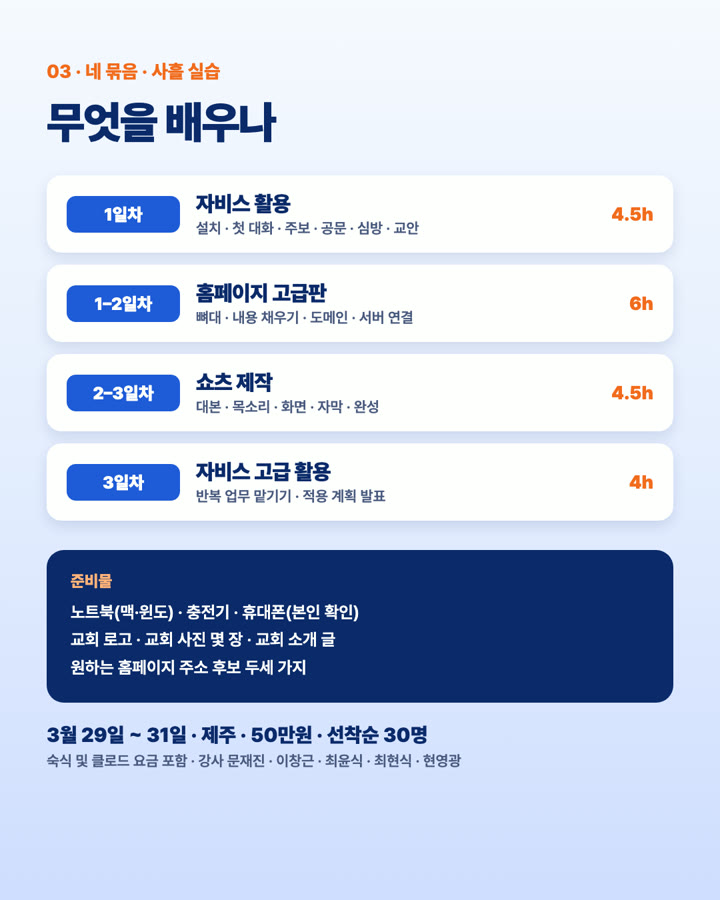 03 · 네 묶음 · 사흘 실습
무엇을 배우나
1일차
자비스 활용
설치 · 첫 대화 · 주보 · 공문 · 심방 · 교안
4.5h
1–2일차
홈페이지 고급판
뼈대 · 내용 채우기 · 도메인 · 서버 연결
6h
2–3일차
쇼츠 제작
대본 · 목소리 · 화면 · 자막 · 완성
4.5h
3일차
자비스 고급 활용
반복 업무 맡기기 · 적용 계획 발표
4h
준비물
노트북(맥·윈도) · 충전기 · 휴대폰(본인 확인)
교회 로고 · 교회 사진 몇 장 · 교회 소개 글
원하는 홈페이지 주소 후보 두세 가지
3월 29일 ~ 31일 · 제주 · 50만원 · 선착순 30명
숙식 및 클로드 요금 포함 · 강사 문재진 · 이창근 · 최윤식 · 최현식 · 현영광